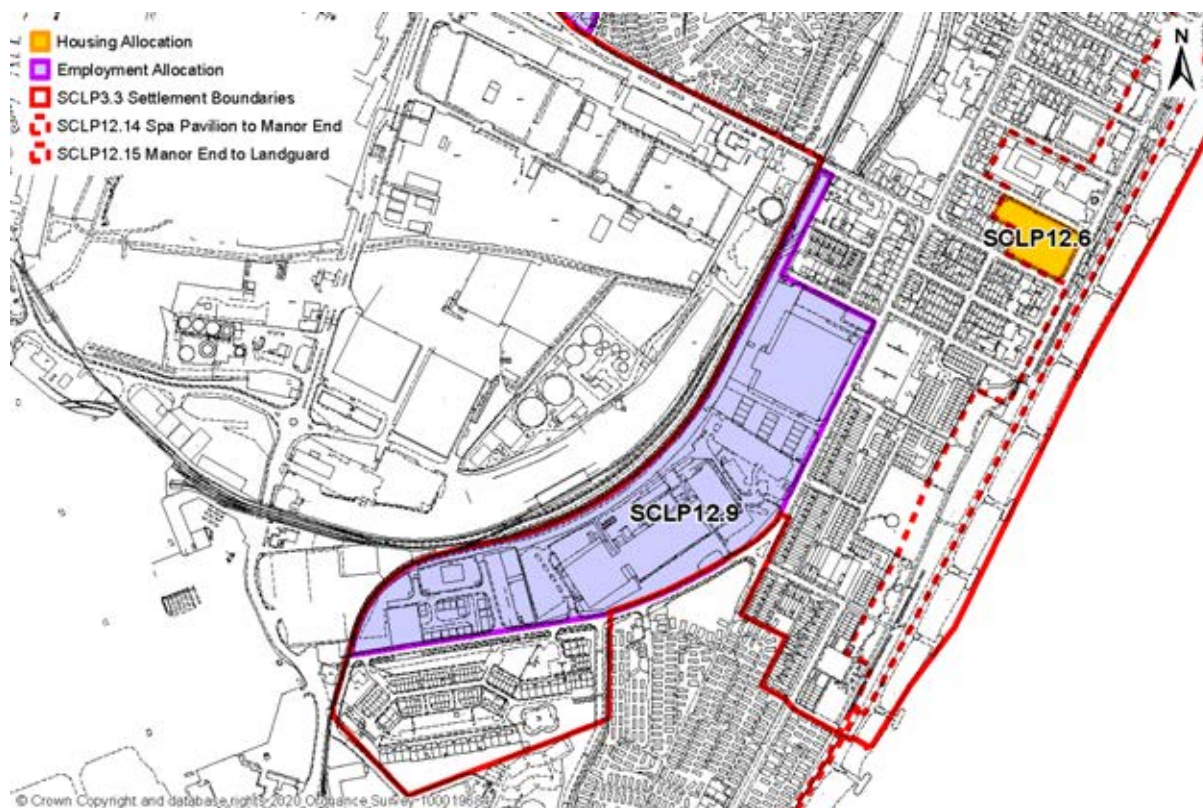 Housing Allocation
Employment Allocation
SCLP3.3 Settlement Boundaries
SCLP12.14 Spa Pavilion to Manor End
SCLP12.15 Manor End to Landguard
N
SCLP12.6
SCLP12.9
© Crown Copyright and database rights 2020 Ordnance Survey